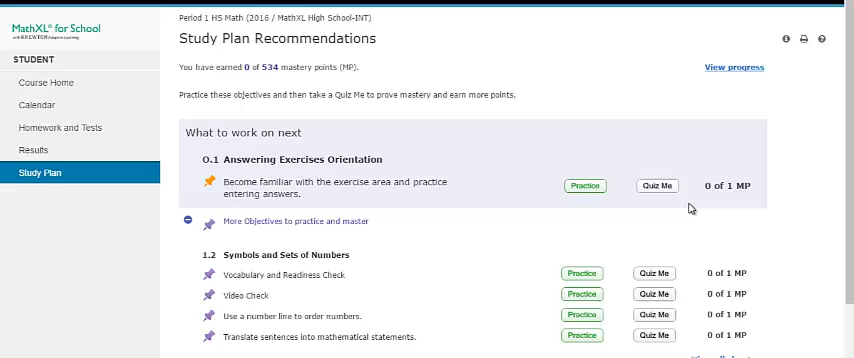 Period 1 HS Math (2016 / MathXL High School-INT)
MathXL® for School
with KNEWTON Adaptive Learning
Study Plan Recommendations
STUDENT
You have earned 0 of 534 mastery points (MP).
View progress
Course Home
Calendar
Homework and Tests
Results
Study Plan
Practice these objectives and then take a Quiz Me to prove mastery and earn more points.
What to work on next
O.1 Answering Exercises Orientation
Become familiar with the exercise area and practice
entering answers.
Practice
Quiz Me
0 of 1 MP
More Objectives to practice and master
1.2 Symbols and Sets of Numbers
Vocabulary and Readiness Check
Practice
Quiz Me
0 of 1 MP
Video Check
Practice
Quiz Me
0 of 1 MP
Use a number line to order numbers.
Practice
Quiz Me
0 of 1 MP
Translate sentences into mathematical statements.
Practice
Quiz Me
0 of 1 MP